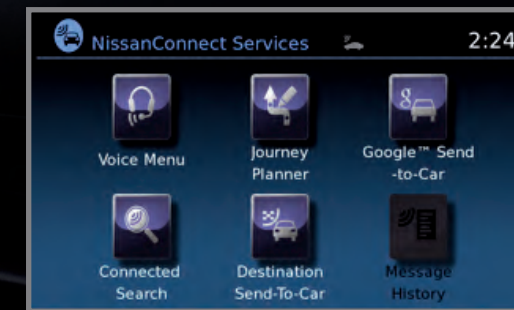 NissanConnect Services
2:24
Voice Menu
Journey
Planner
Google™ Send
-to-Car
Connected
Search
Destination
Send-To-Car
Message
History